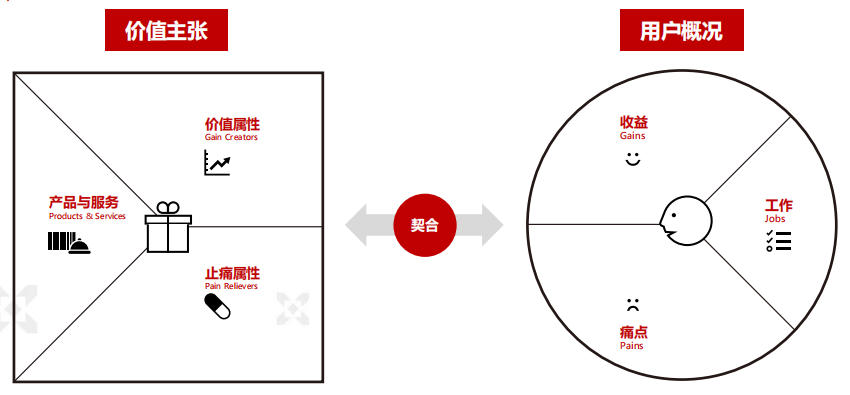 价值主张
用户概况
价值属性
Gain Creators
产品与服务
Products & Services
止痛属性
Pain Relievers
契合
收益
Gains
工作
Jobs
痛点
Pains